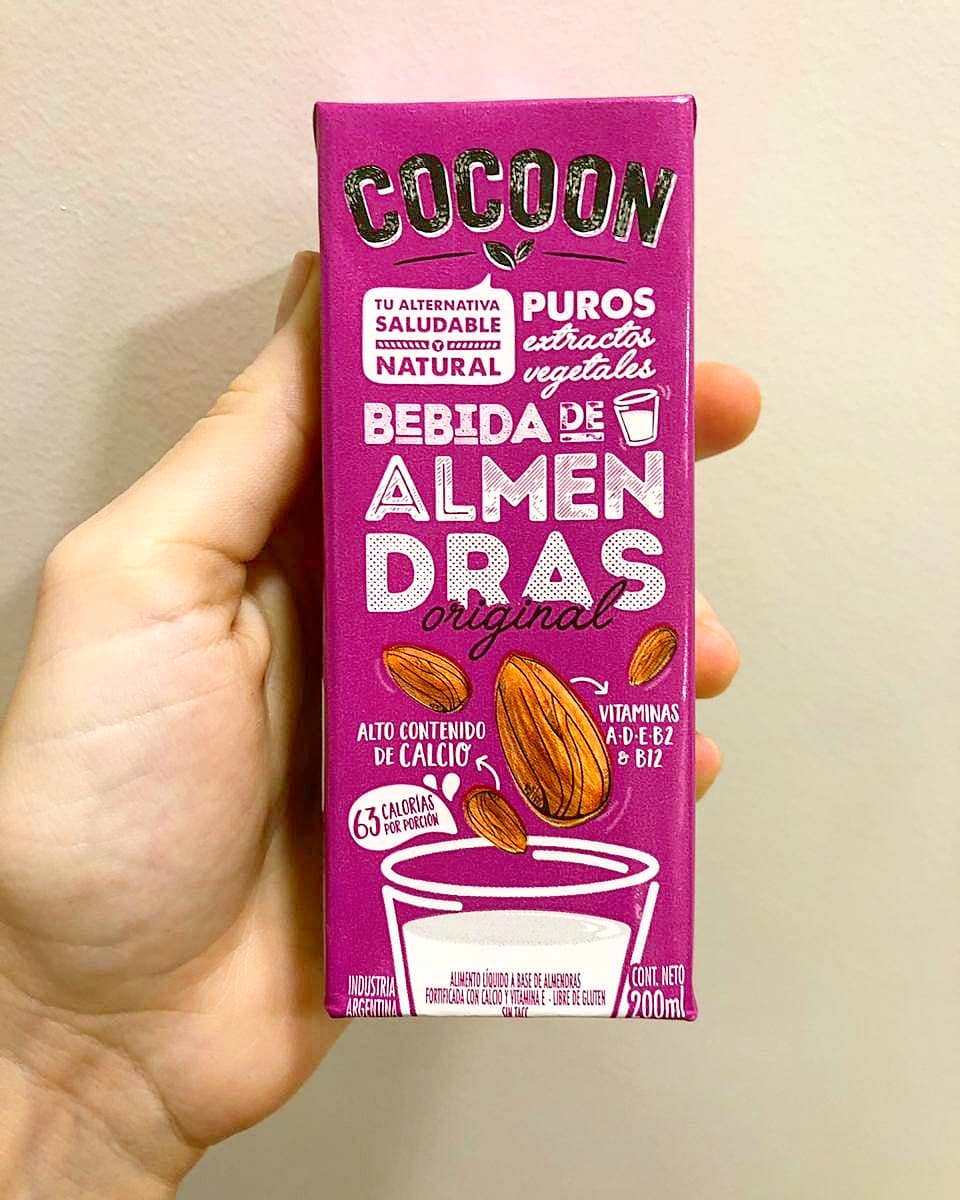 COCOON
TU ALTERNATIVA
SALUDABLE
Y
NATURAL
PUROS
extractos
vegetales
BEBIDA DE
ALMEN
DRAS
original
ALTO CONTENIDO
DE CALCIO
VITAMINAS
A·D·E·B2
& B12
63 CALORÍAS
POR PORCIÓN
INDUSTRIA
ARGENTINA
ALIMENTO LÍQUIDO A BASE DE ALMENDRAS
FORTIFICADA CON CALCIO Y VITAMINA E - LIBRE DE GLUTEN
SIN TACC
CONT. NETO
200ml